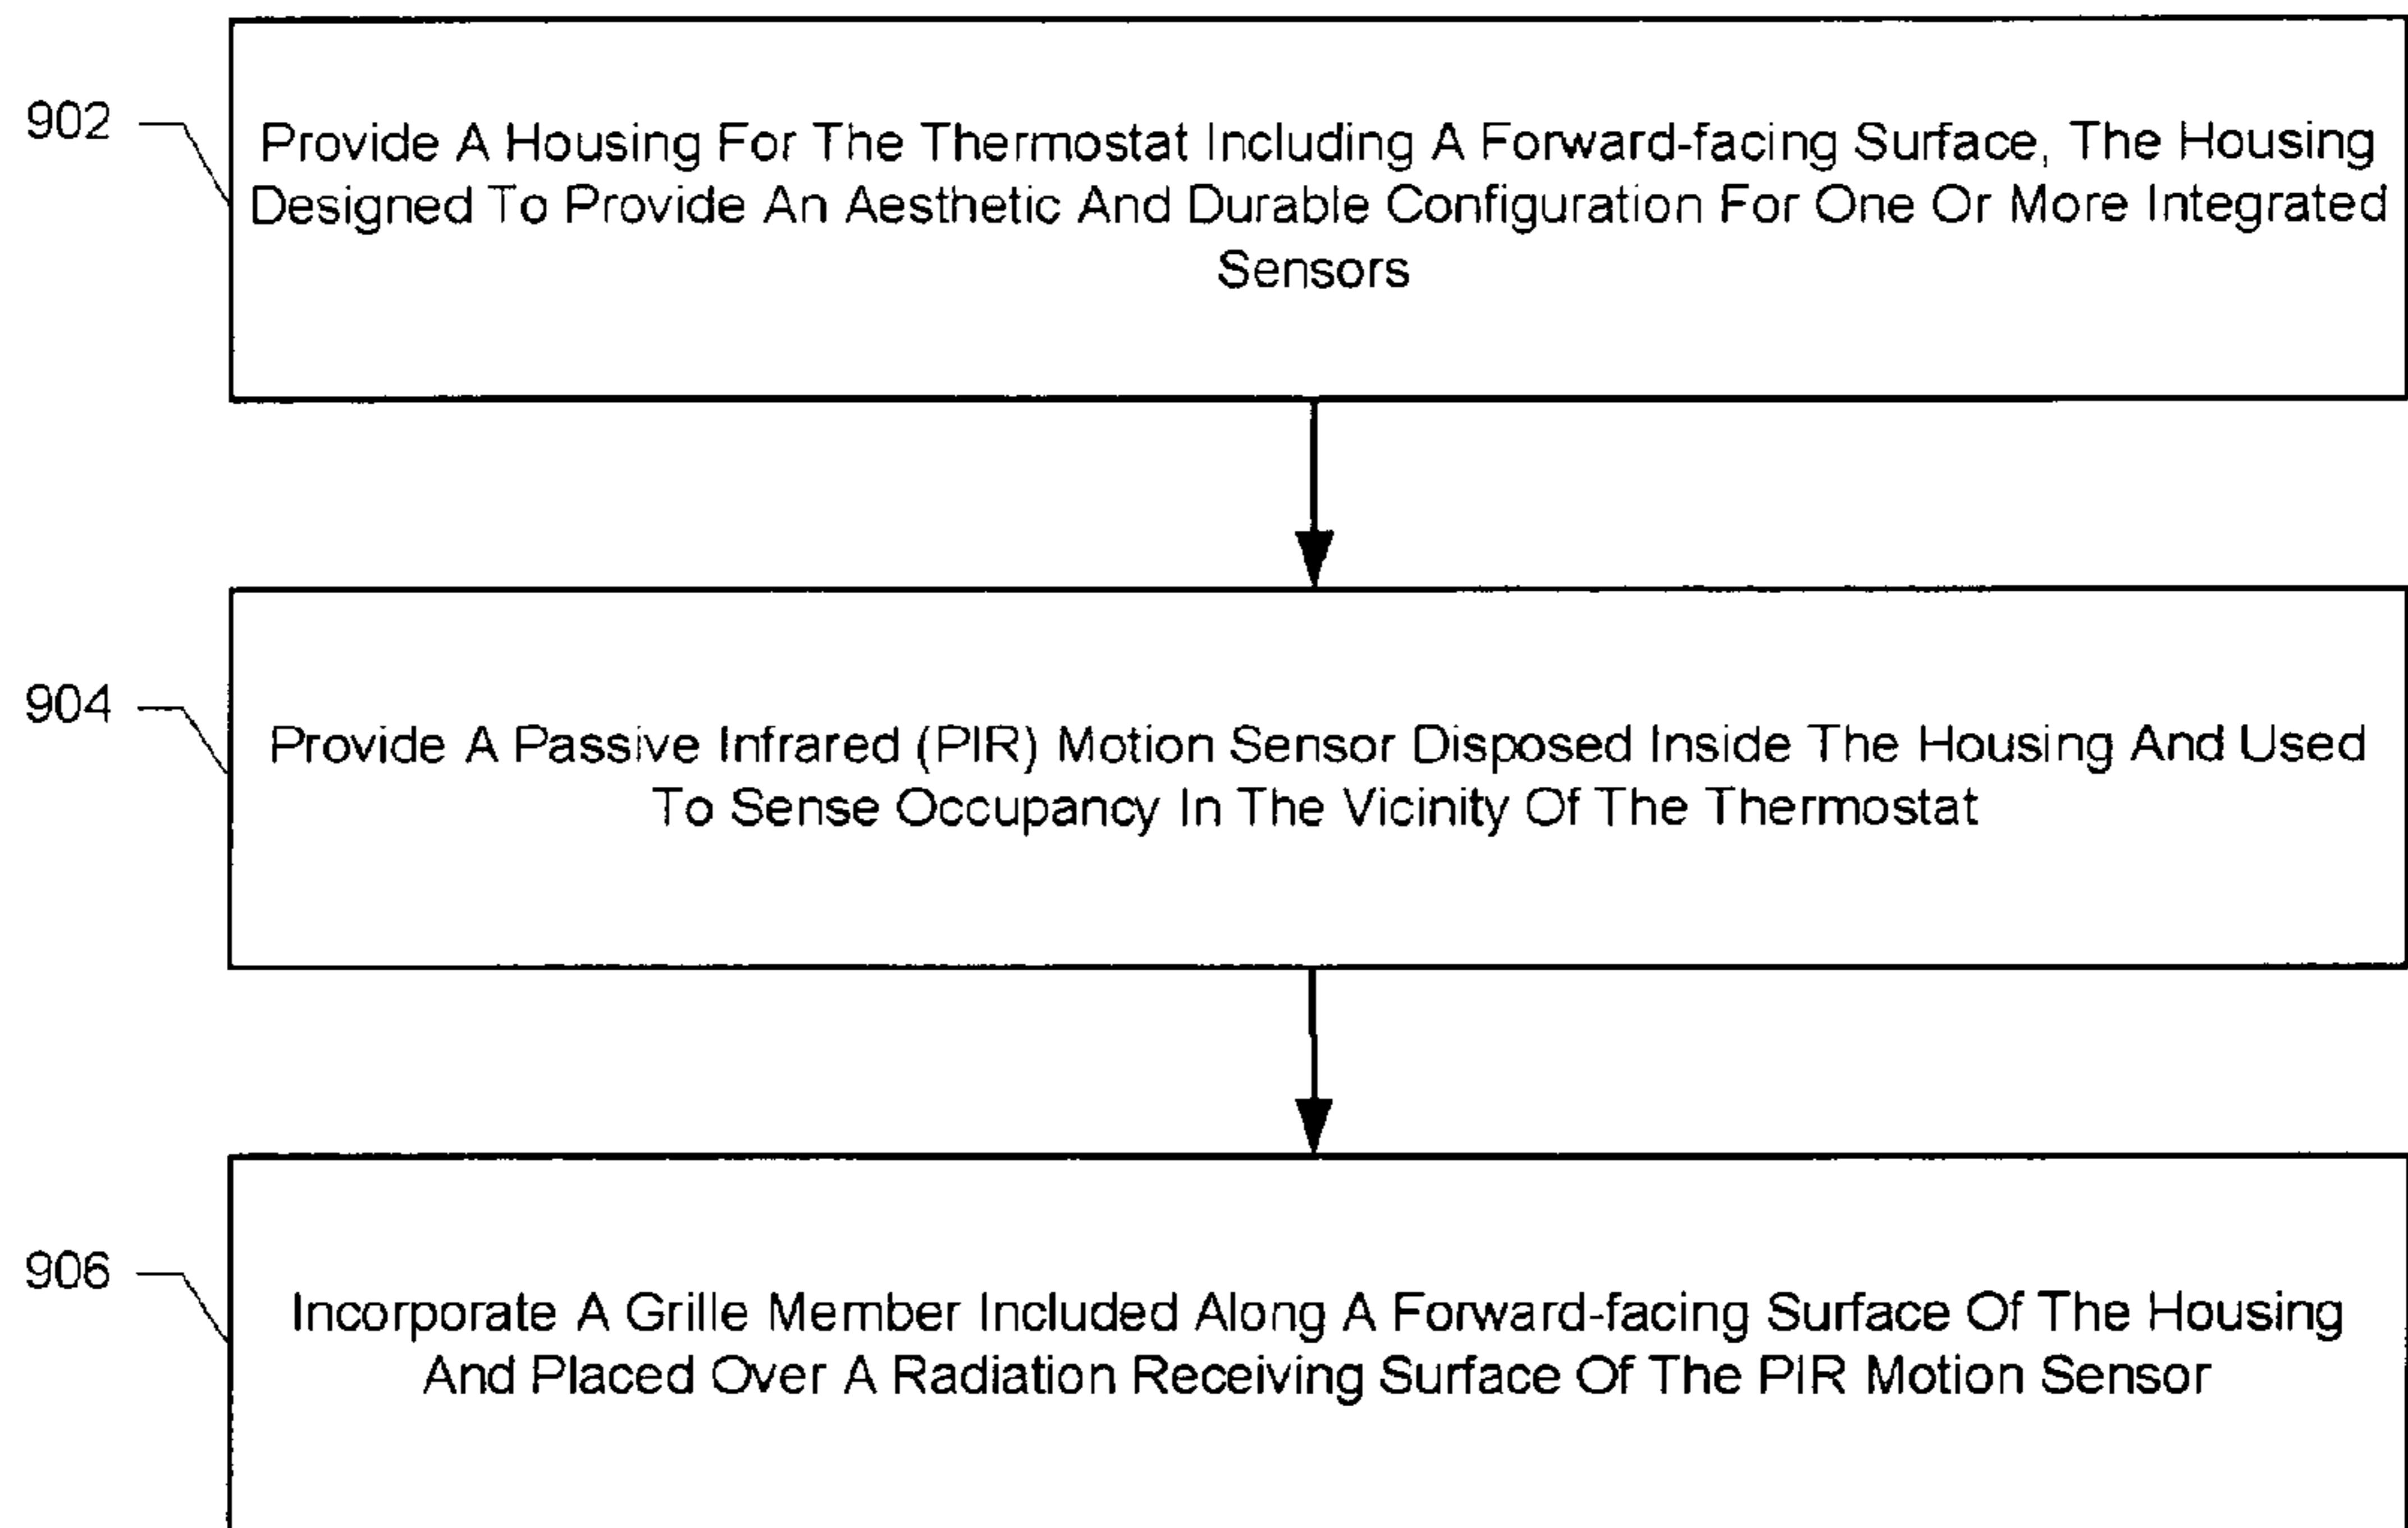 902
Provide A Housing For The Thermostat Including A Forward-facing Surface, The Housing
Designed To Provide An Aesthetic And Durable Configuration For One Or More Integrated
Sensors
904
Provide A Passive Infrared (PIR) Motion Sensor Disposed Inside The Housing And Used
To Sense Occupancy In The Vicinity Of The Thermostat
906
Incorporate A Grille Member Included Along A Forward-facing Surface Of The Housing
And Placed Over A Radiation Receiving Surface Of The PIR Motion Sensor